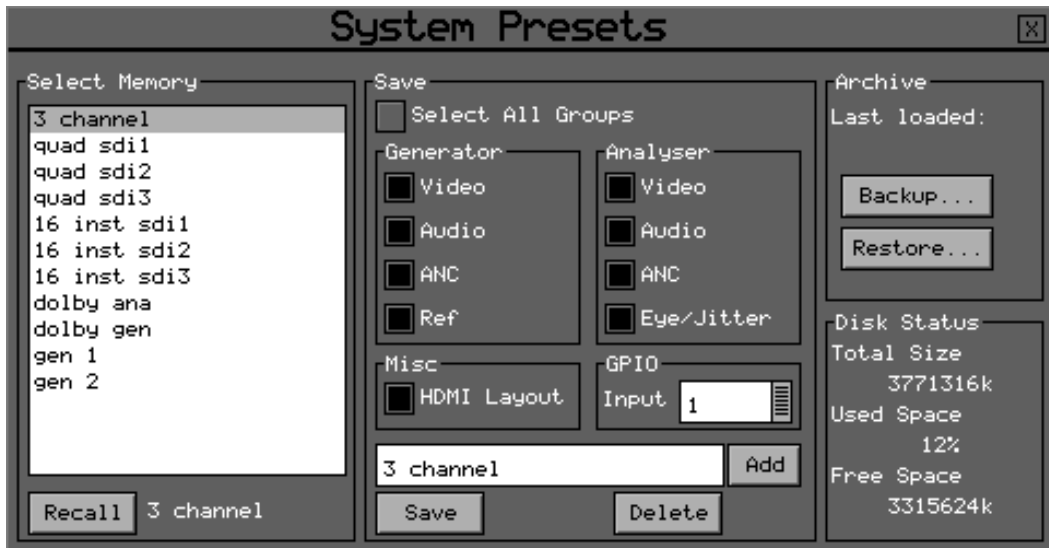 System Presets
X
Select Memory
3 channel
quad sdi1
quad sdi2
quad sdi3
16 inst sdi1
16 inst sdi2
16 inst sdi3
dolby ana
dolby gen
gen 1
gen 2
Recall 3 channel
Save
Select All Groups
Generator
Video
Audio
ANC
Ref
Analyser
Video
Audio
ANC
Eye/Jitter
Misc
HDMI Layout
GPIO
Input 1
3 channel Add
Save Delete
Archive
Last loaded:
Backup...
Restore...
Disk Status
Total Size
3771316k
Used Space
12%
Free Space
3315624k